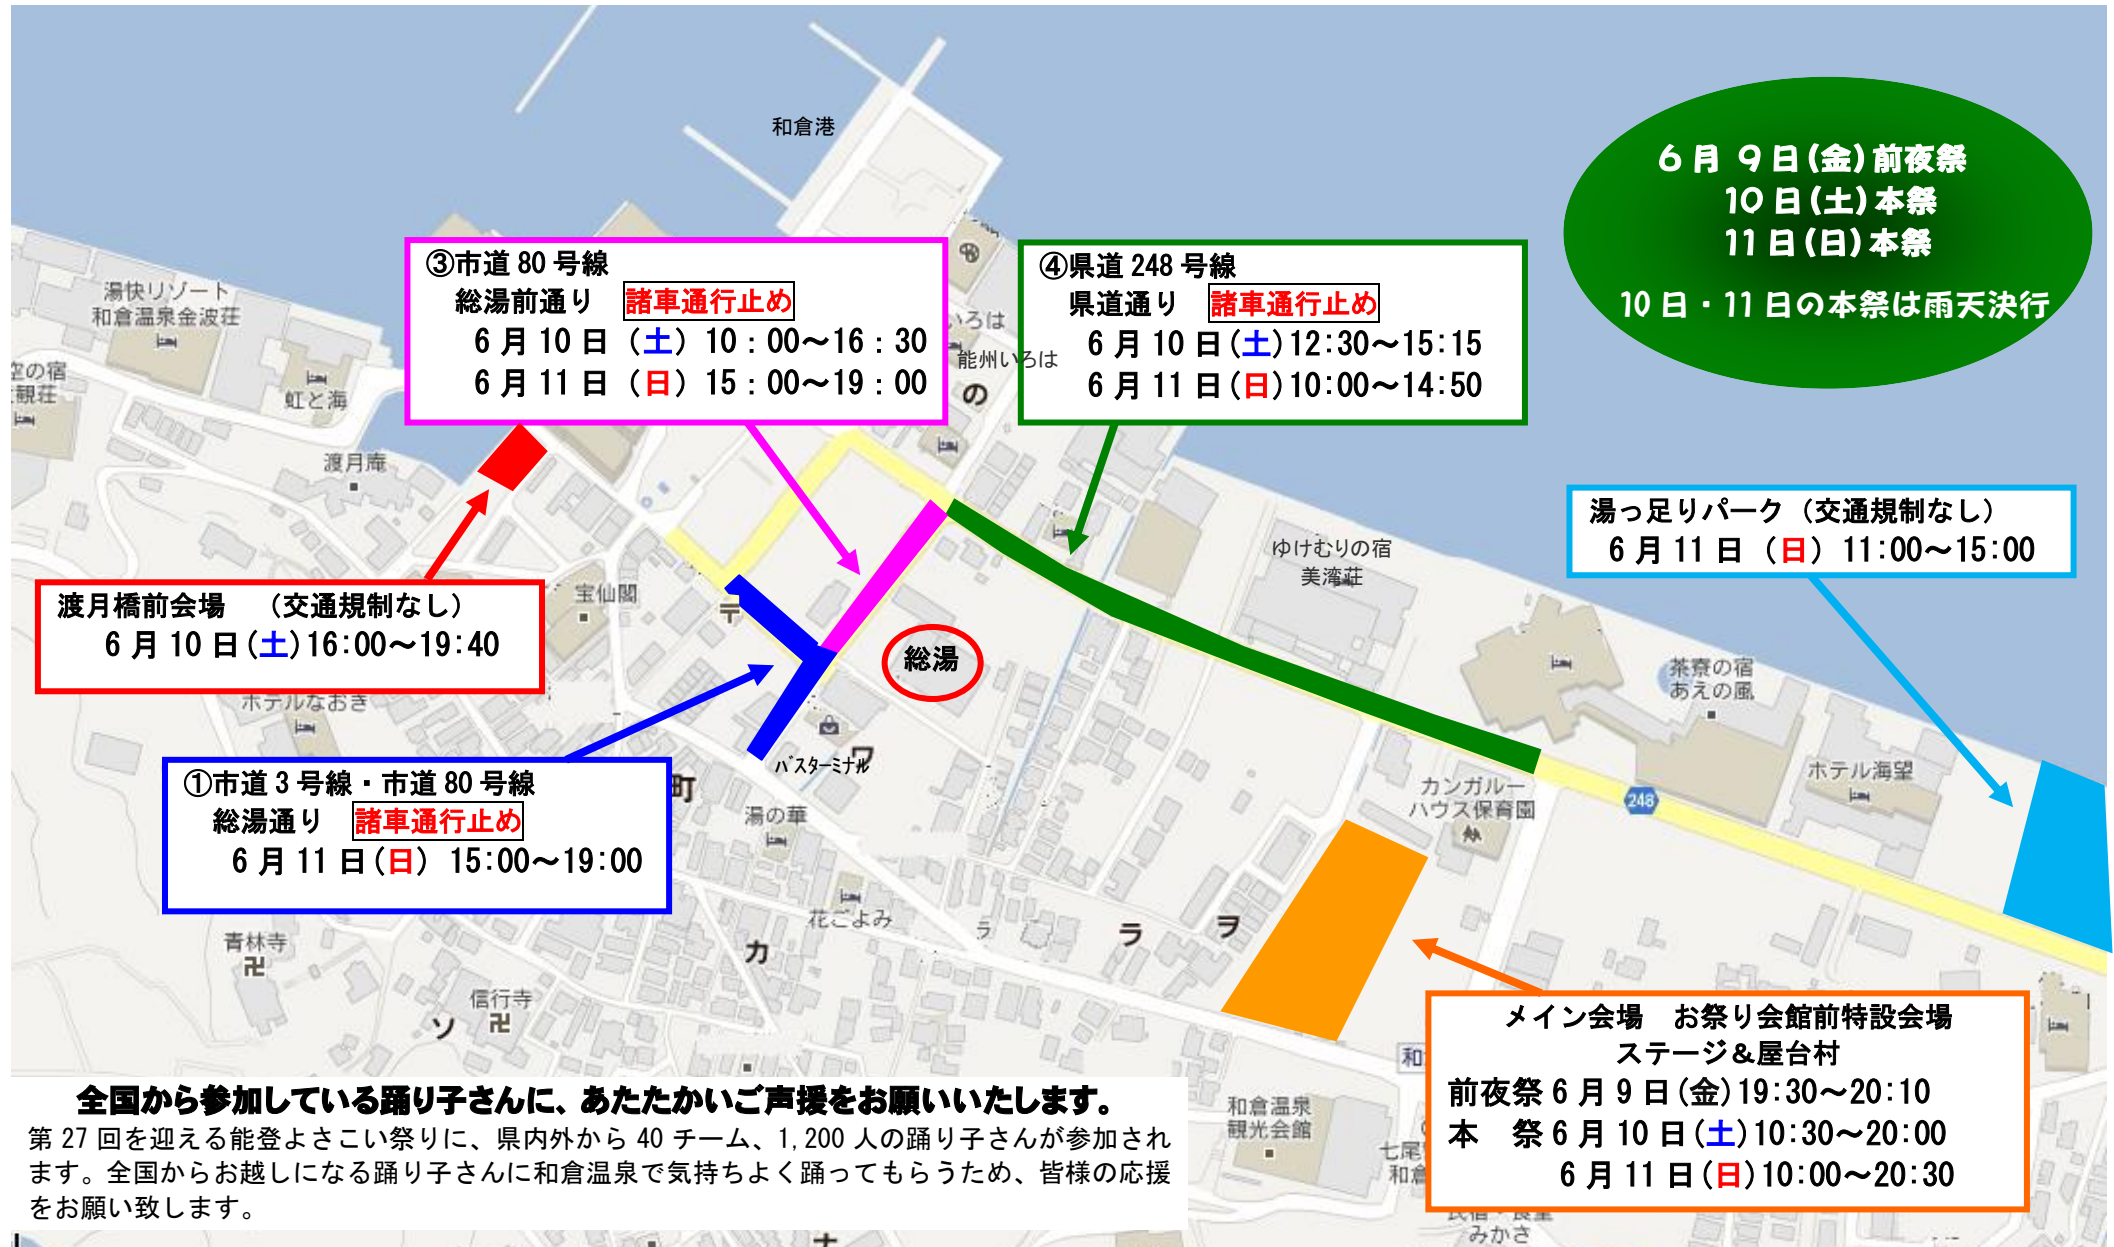 和倉港
6月 9日(金)前夜祭
10日(土)本祭
11日(日)本祭
10日・11日の本祭は雨天決行
③市道80号線
総湯前通り 諸車通行止め
6月10日（土）10：00～16：30
6月11日（日）15：00～19：00
④県道248号線
県道通り 諸車通行止め
6月10日(土)12:30～15:15
6月11日(日)10:00～14:50
湯快リゾート
和倉温泉金波荘
虹と海
渡月庵
いろは
能州いろは
の
湯っ足りパーク（交通規制なし）
6月11日（日）11:00～15:00
ゆけむりの宿
美湾荘
渡月橋前会場 （交通規制なし）
6月10日(土)16:00～19:40
宝仙閣
〒
総湯
茶寮の宿
あえの風
ホテルなおき
バスターミナル
ワ
町
ホテル海望
カンガルー
ハウス保育園
248
①市道3号線・市道80号線
総湯通り 諸車通行止め
6月11日(日) 15:00～19:00
湯の華
花ごよみ
ラ
ラ
ヲ
カ
青林寺
卍
信行寺
卍
ソ
メイン会場 お祭り会館前特設会場
ステージ＆屋台村
前夜祭6月9日(金)19:30～20:10
本 祭6月10日(土)10:30～20:00
6月11日(日)10:00～20:30
和倉温泉
観光会館
七尾
和倉
みかさ
全国から参加している踊り子さんに、あたたかいご声援をお願いいたします。
第27回を迎える能登よさこい祭りに、県内外から40チーム、1,200人の踊り子さんが参加され
ます。全国からお越しになる踊り子さんに和倉温泉で気持ちよく踊ってもらうため、皆様の応援
をお願い致します。